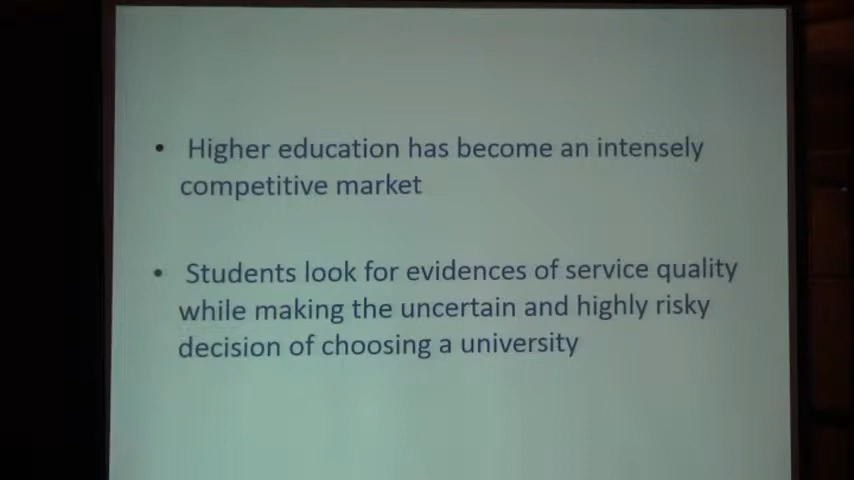 • Higher education has become an intensely
competitive market
• Students look for evidences of service quality
while making the uncertain and highly risky
decision of choosing a university